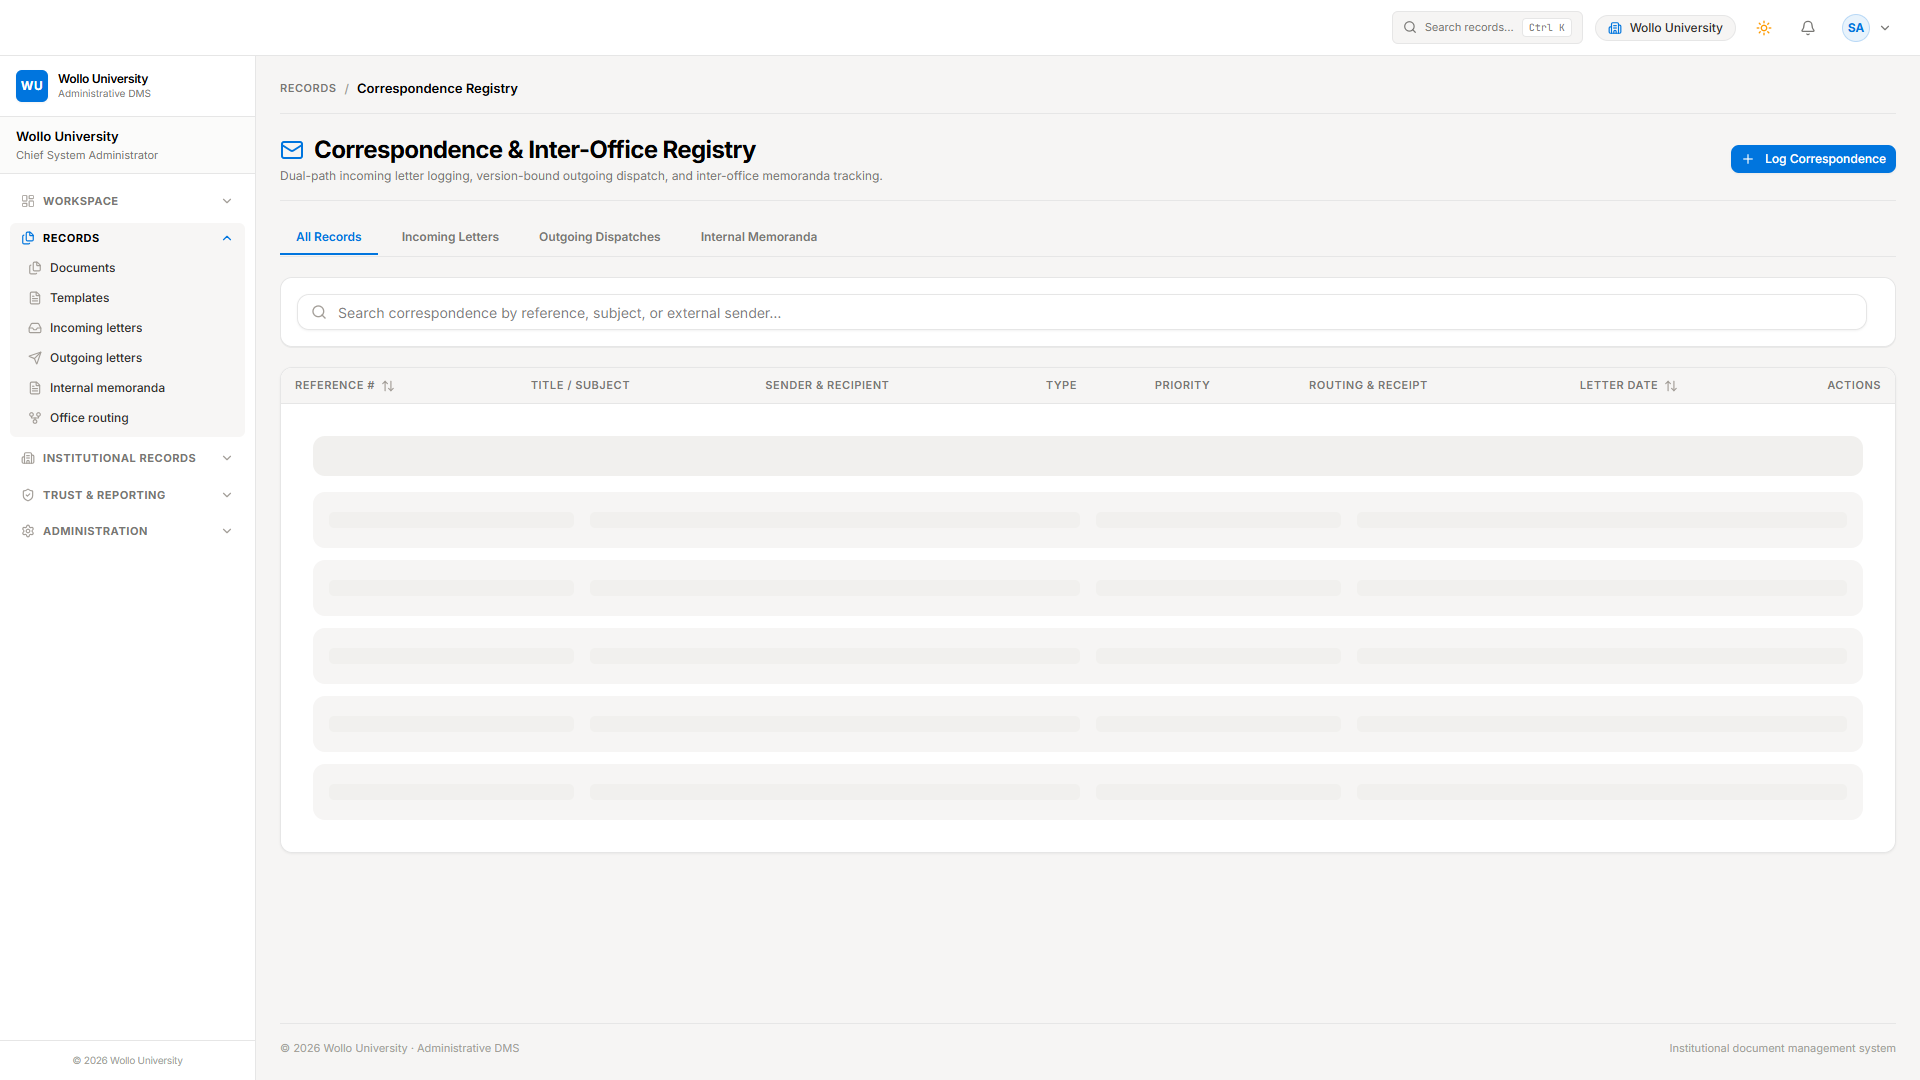 Search records... Ctrl K
Wollo University
SA
WU
Wollo University
Administrative DMS
Wollo University
Chief System Administrator
WORKSPACE
RECORDS
Documents
Templates
Incoming letters
Outgoing letters
Internal memoranda
Office routing
INSTITUTIONAL RECORDS
TRUST & REPORTING
ADMINISTRATION
© 2026 Wollo University
RECORDS / Correspondence Registry
Correspondence & Inter-Office Registry
Dual-path incoming letter logging, version-bound outgoing dispatch, and inter-office memoranda tracking.
+ Log Correspondence
All Records Incoming Letters Outgoing Dispatches Internal Memoranda
Search correspondence by reference, subject, or external sender...
REFERENCE # TITLE / SUBJECT SENDER & RECIPIENT TYPE PRIORITY ROUTING & RECEIPT LETTER DATE ACTIONS
© 2026 Wollo University · Administrative DMS
Institutional document management system